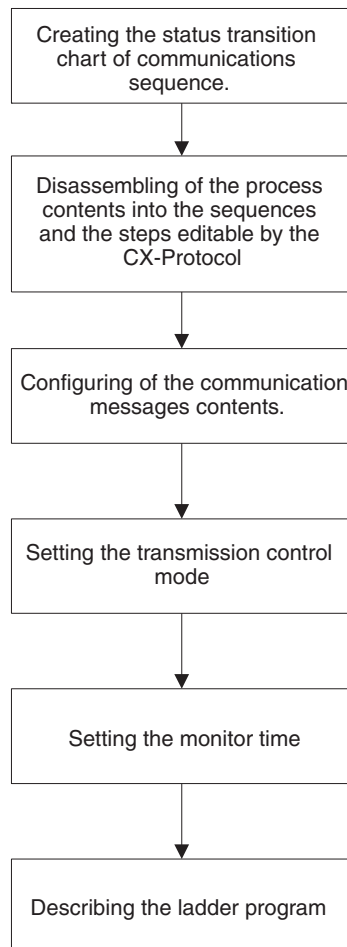 Creating the status transition
chart of communications
sequence.
Disassembling of the process
contents into the sequences
and the steps editable by the
CX-Protocol
Configuring of the communication
messages contents.
Setting the transmission control
mode
Setting the monitor time
Describing the ladder program